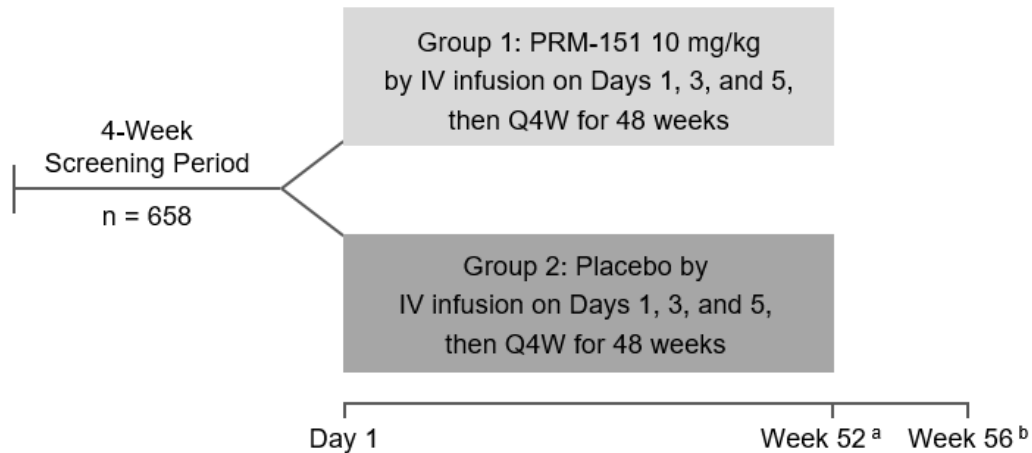 4-Week
Screening Period
n = 658
Group 1: PRM-151 10 mg/kg
by IV infusion on Days 1, 3, and 5,
then Q4W for 48 weeks
Group 2: Placebo by
IV infusion on Days 1, 3, and 5,
then Q4W for 48 weeks
Day 1
Week 52 a
Week 56 b